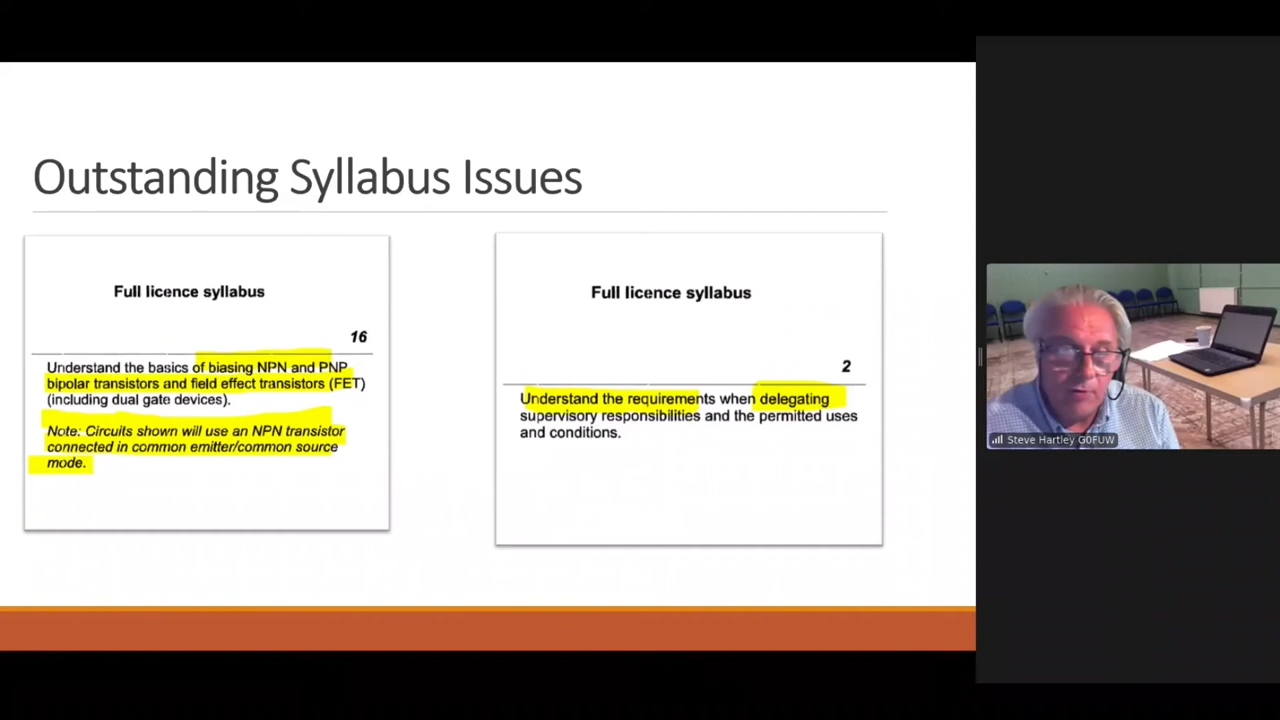 Outstanding Syllabus Issues
Full licence syllabus
16
Understand the basics of biasing NPN and PNP
bipolar transistors and field effect transistors (FET)
(including dual gate devices).
Note: Circuits shown will use an NPN transistor
connected in common emitter/common source
mode.
Full licence syllabus
2
Understand the requirements when delegating
supervisory responsibilities and the permitted uses
and conditions.
Steve Hartley G0FUW